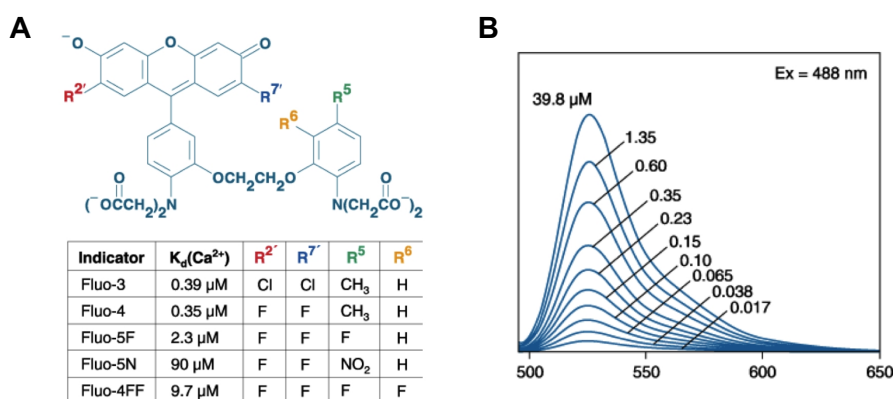 A
⁻O O O
R2′ R7′ R5
R6
O O
(⁻OCCH₂)₂N OCH₂CH₂O N(CH₂CO⁻)₂
Indicator Kd(Ca²⁺) R2´ R7´ R5 R6
Fluo-3 0.39 μM Cl Cl CH₃ H
Fluo-4 0.35 μM F F CH₃ H
Fluo-5F 2.3 μM F F F H
Fluo-5N 90 μM F F NO₂ H
Fluo-4FF 9.7 μM F F F F
B
Ex = 488 nm
39.8 μM
1.35
0.60
0.35
0.23
0.15
0.10
0.065
0.038
0.017
500 550 600 650